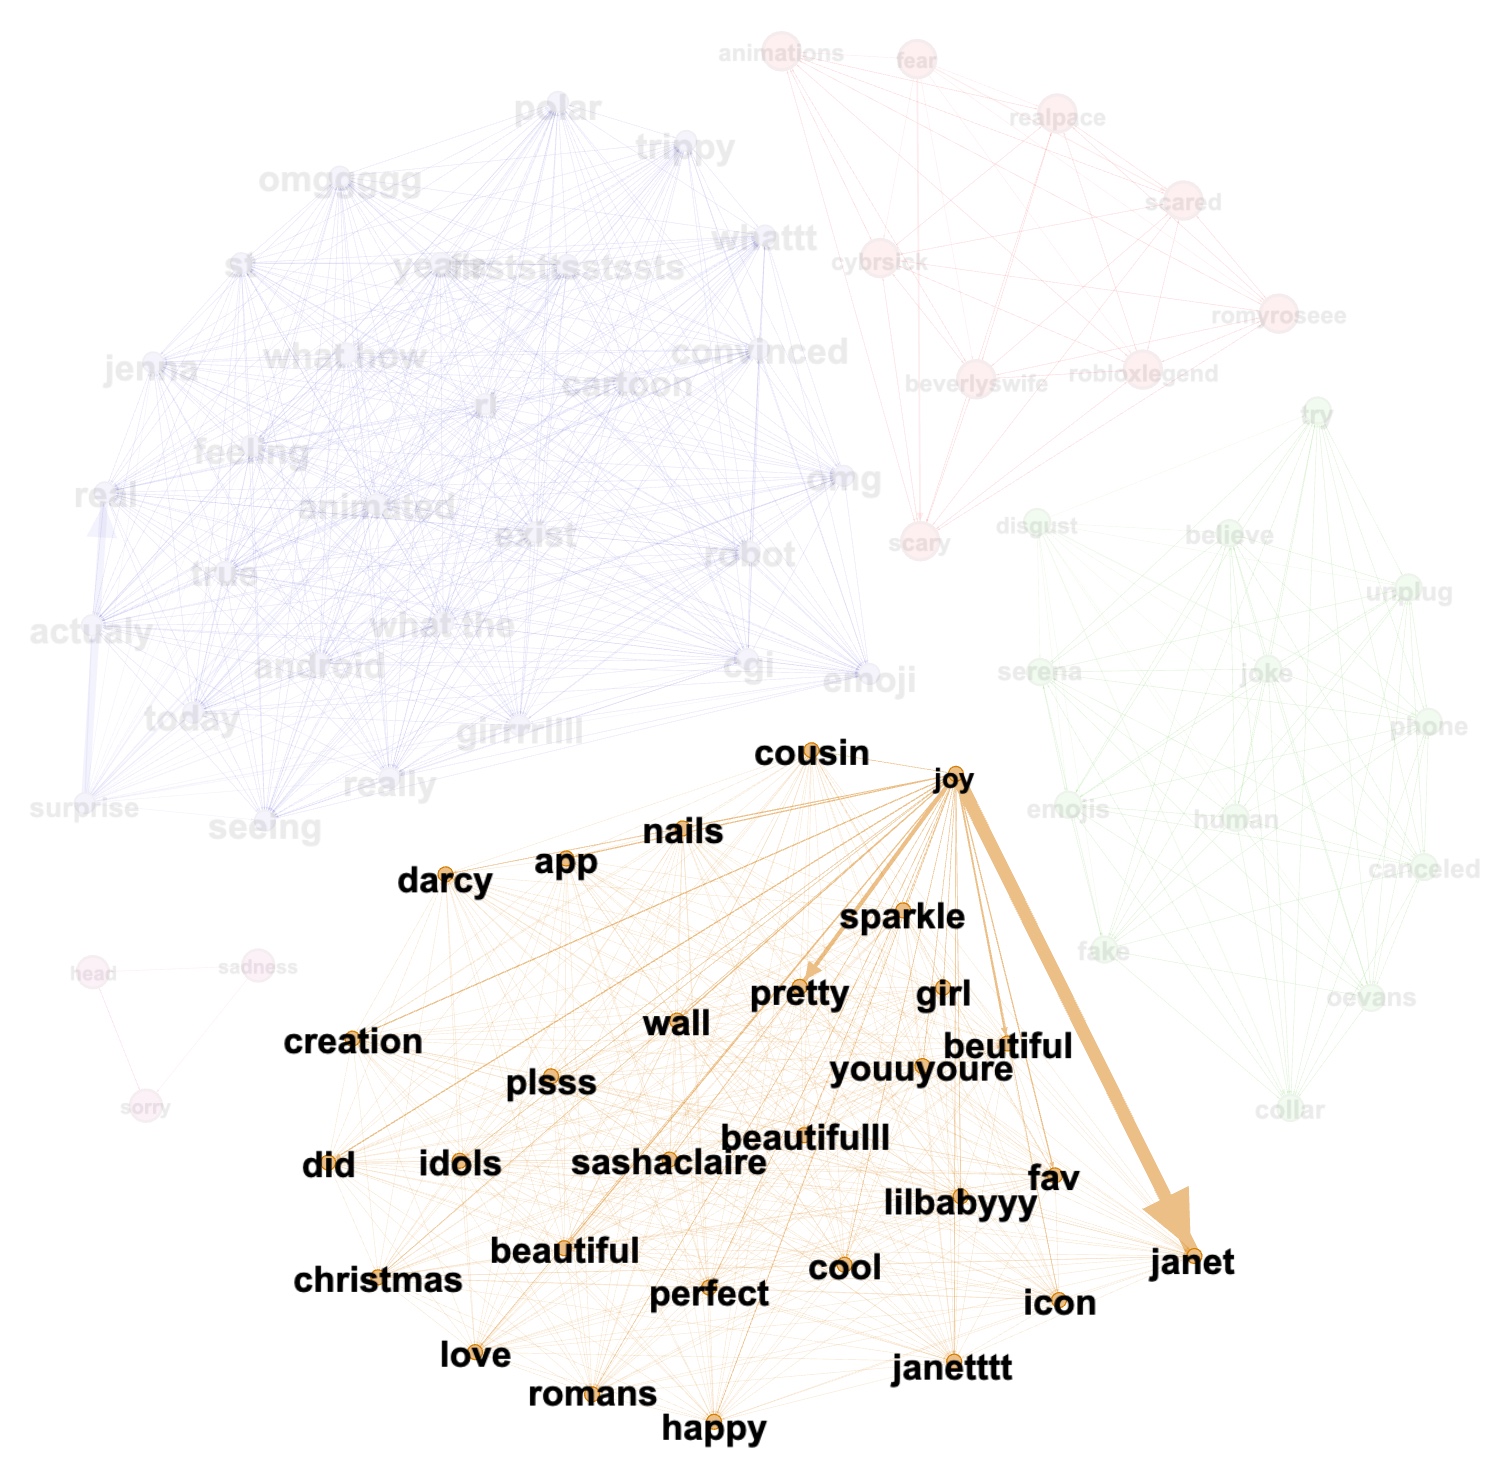 animations
fear
polar
realpace
trippy
omggggg
scared
whattt
cybrsick
st
romyroseee
convinced
what how
jenna
robloxlegend
beverlyswife
cartoon
rl
try
feeling
omg
real
animated
disgust
believe
exist
scary
robot
true
unplug
what the
actualy
android
cgi
serena
joke
emoji
today
phone
girrrrllll
cousin
joy
really
surprise
emojis
human
seeing
nails
app
canceled
darcy
sparkle
fake
sadness
head
pretty
girl
oevans
wall
creation
beutiful
youuyoure
plsss
sorry
collar
beautifulll
did
idols
sashaclaire
fav
lilbabyyy
beautiful
janet
cool
christmas
perfect
icon
love
janetttt
romans
happy